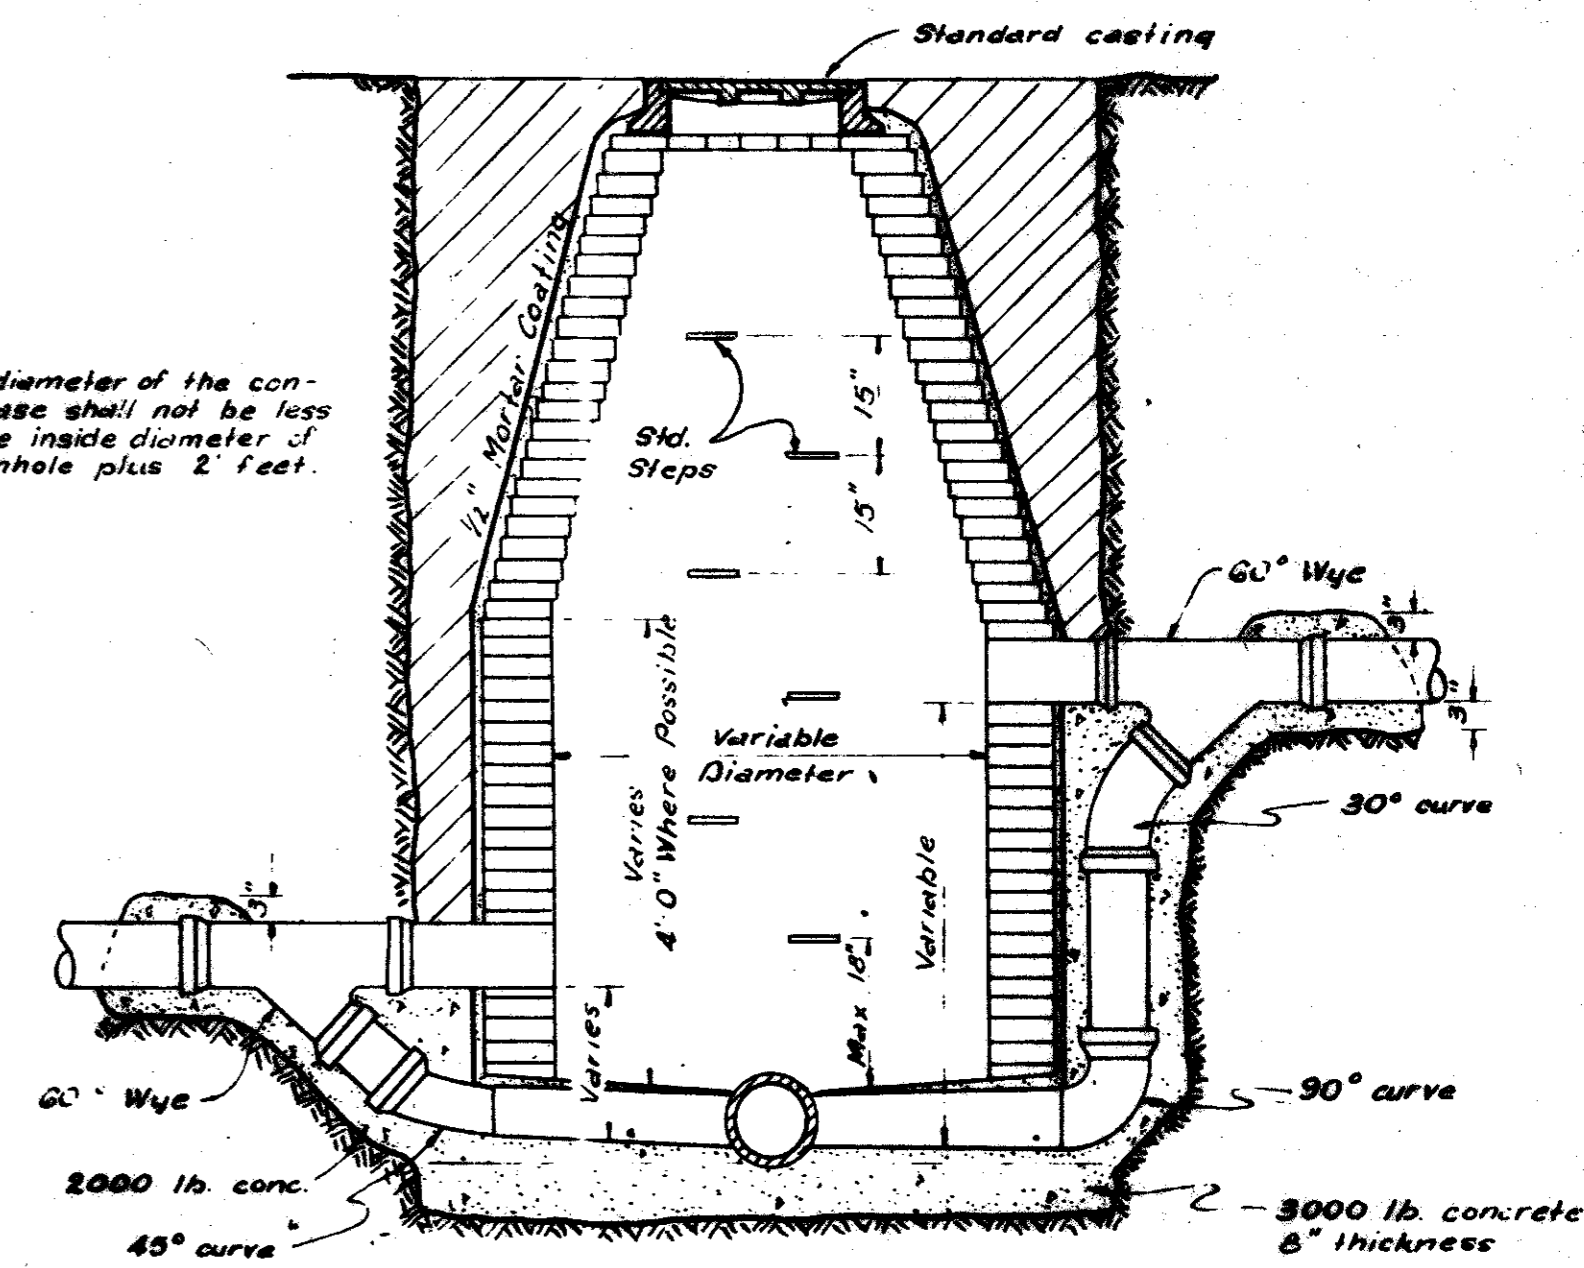 Standard casting
diameter of the con-
ase shall not be less
e inside diameter of
nhole plus 2' feet.
1/2" Mortar Coating
Std.
Steps
15"
15"
60° Wye
3"
3"
Varies
4'-0" Where Possible
Variable
Diameter
Variable
30° curve
3"
Varies
Max 18"
60° Wye
90° curve
2000 lb. conc.
45° curve
3000 lb. concrete
8" thickness